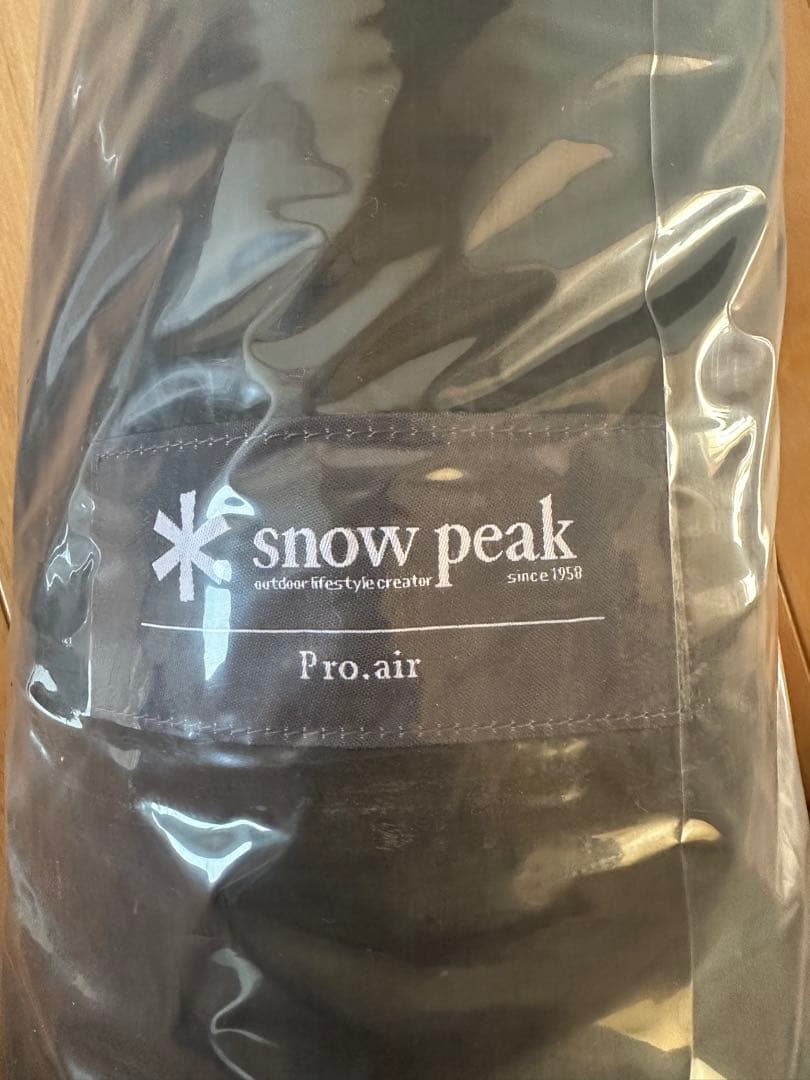 snow peak
outdoor lifestyle creator since 1958
Pro.air